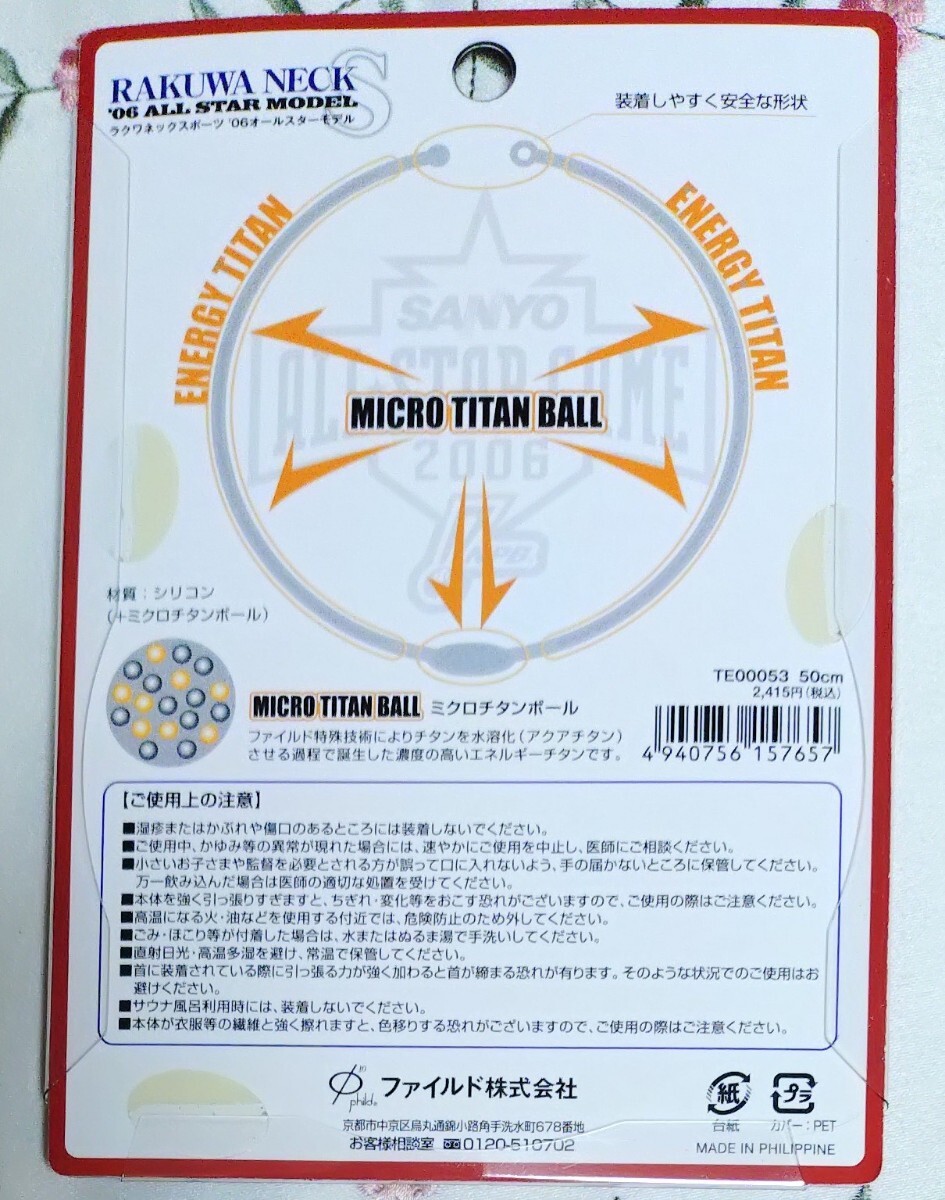 RAKUWA NECK S
'06 ALL STAR MODEL
ラクワネックスポーツ '06オールスターモデル
装着しやすく安全な形状
ENERGY TITAN
ENERGY TITAN
SANYO
ALL★STAR GAME
2006
NPB
MICRO TITAN BALL
材質：シリコン
(＋ミクロチタンボール)
TE00053 50cm
2,415円(税込)
MICRO TITAN BALL ミクロチタンボール
ファイルド特殊技術によりチタンを水溶化(アクアチタン)
させる過程で誕生した濃度の高いエネルギーチタンです。
4 940756 157657
【ご使用上の注意】
■湿疹またはかぶれや傷口のあるところには装着しないでください。
■ご使用中、かゆみ等の異常が現れた場合には、速やかにご使用を中止し、医師にご相談ください。
■小さいお子さまや監督を必要とされる方が誤って口に入れないよう、手の届かないところに保管してください。
万一飲み込んだ場合は医師の適切な処置を受けてください。
■本体を強く引っ張りすぎますと、ちぎれ・変化等をおこす恐れがございますので、ご使用の際はご注意ください。
■高温になる火・油などを使用する付近では、危険防止のため外してください。
■ごみ・ほこり等が付着した場合は、水またはぬるま湯で手洗いしてください。
■直射日光・高温多湿を避け、常温で保管してください。
■首に装着されている際に引っ張る力が強く加わると首が締まる恐れが有ります。そのような状況でのご使用はお
避けください。
■サウナ風呂利用時には、装着しないでください。
■本体が衣服等の繊維と強く擦れますと、色移りする恐れがございますので、ご使用の際はご注意ください。
phild ファイルド株式会社
京都市中京区烏丸通錦小路角手洗水町678番地
お客様相談室 0120-510702
紙
台紙
プラ
カバー：PET
MADE IN PHILIPPINE